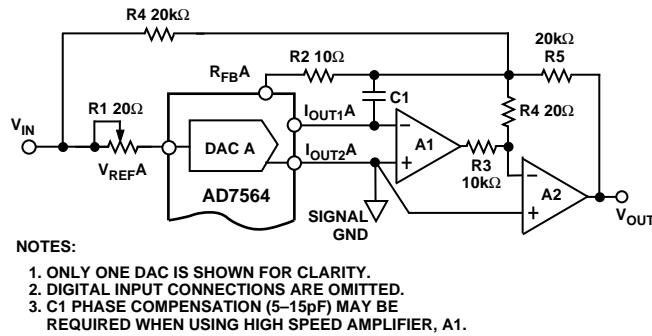 R4 20kΩ
20kΩ
R5
R2 10Ω
RFBA
C1
R1 20Ω
IOUT1A
R4 20Ω
VIN
DAC A
A1
VREFA
IOUT2A
R3
10kΩ
A2
AD7564
SIGNAL
GND
VOUT
NOTES:
1. ONLY ONE DAC IS SHOWN FOR CLARITY.
2. DIGITAL INPUT CONNECTIONS ARE OMITTED.
3. C1 PHASE COMPENSATION (5–15pF) MAY BE
REQUIRED WHEN USING HIGH SPEED AMPLIFIER, A1.